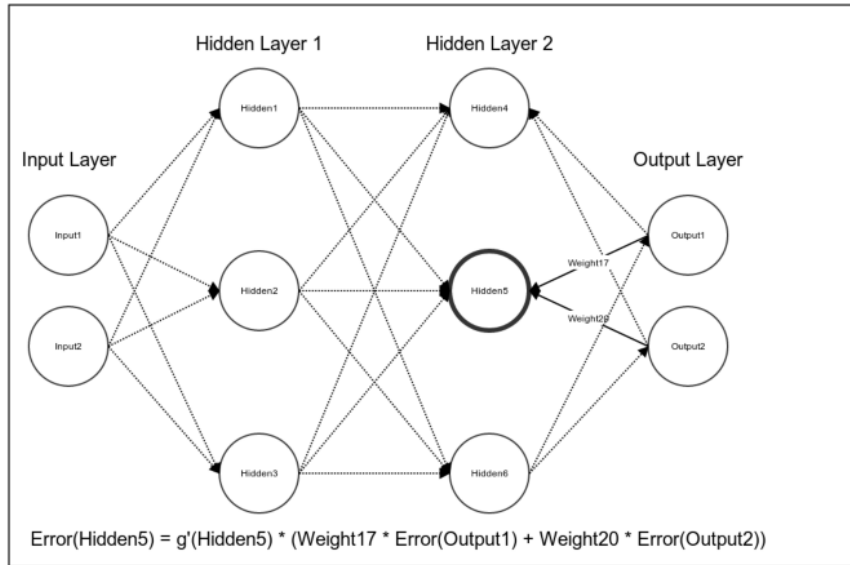 Hidden Layer 1
Hidden Layer 2
Hidden1
Hidden4
Input Layer
Output Layer
Input1
Output1
Weight17
Hidden2
Hidden5
Weight20
Input2
Output2
Hidden3
Hidden6
Error(Hidden5) = g'(Hidden5) * (Weight17 * Error(Output1) + Weight20 * Error(Output2))